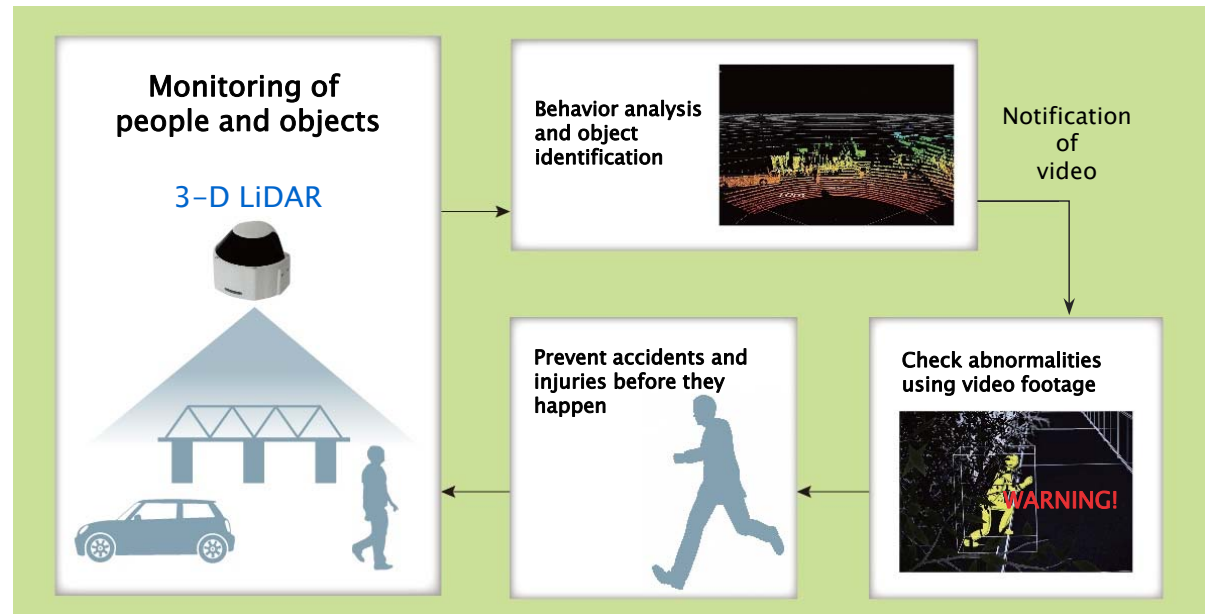 Monitoring of
people and objects
3-D LiDAR
Behavior analysis
and object
identification
Notification
of
video
Prevent accidents and
injuries before they
happen
Check abnormalities
using video footage
WARNING!